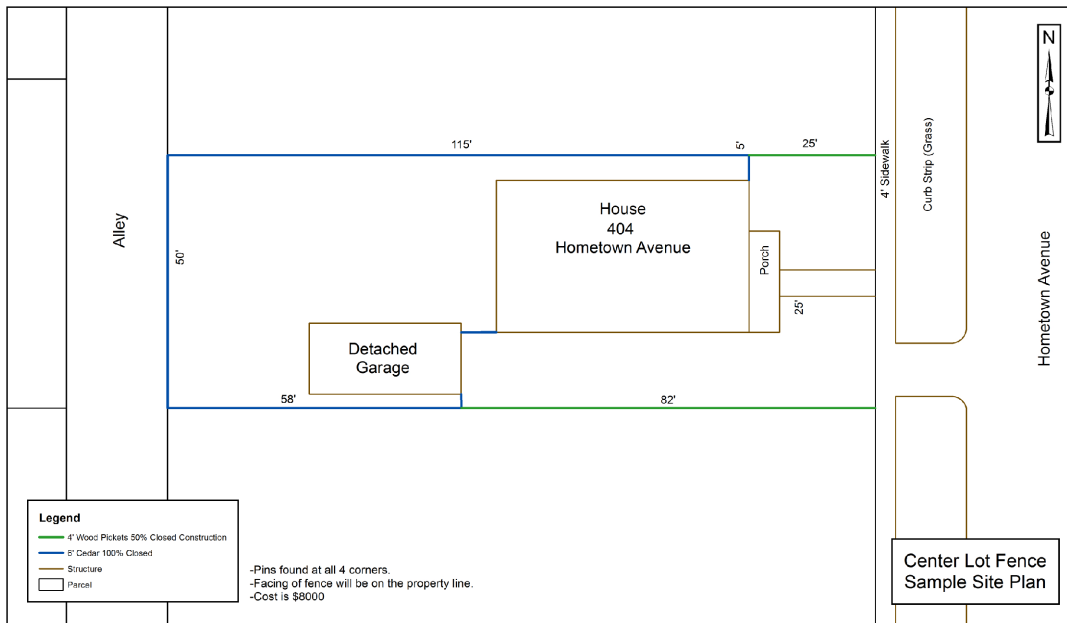 N
115'
5'
25'
4' Sidewalk
Curb Strip (Grass)
House
404
Hometown Avenue
Alley
50'
Porch
25'
Hometown Avenue
Detached
Garage
58'
82'
Legend
4' Wood Pickets 50% Closed Construction
6' Cedar 100% Closed
Structure
Parcel
-Pins found at all 4 corners.
-Facing of fence will be on the property line.
-Cost is $8000
Center Lot Fence
Sample Site Plan